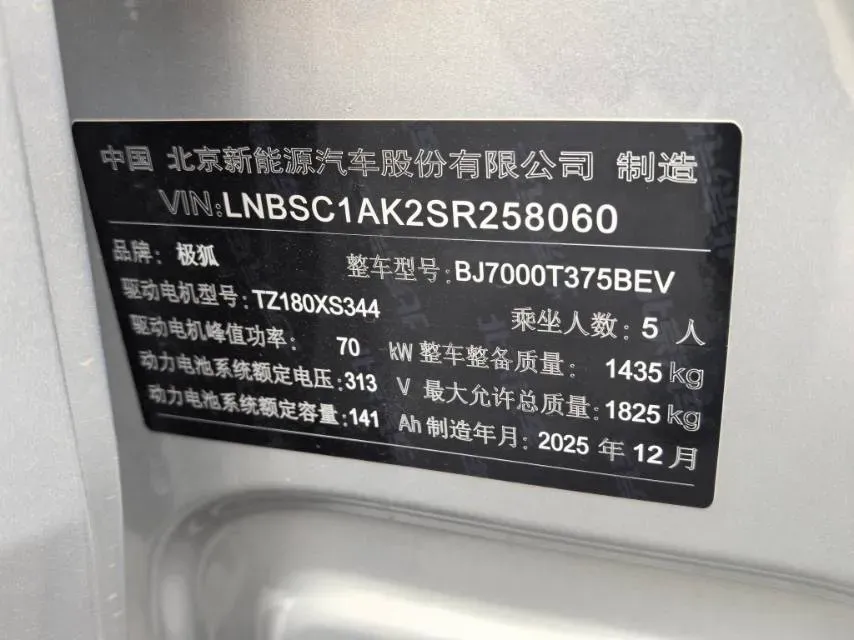 中国 北京新能源汽车股份有限公司 制造
VIN:LNBSC1AK2SR258060
品牌：极狐 整车型号:BJ7000T375BEV
驱动电机型号:TZ180XS344 乘坐人数:5 人
驱动电机峰值功率: 70 kW 整车整备质量: 1435 kg
动力电池系统额定电压:313 V 最大允许总质量:1825 kg
动力电池系统额定容量:141 Ah 制造年月: 2025 年 12 月